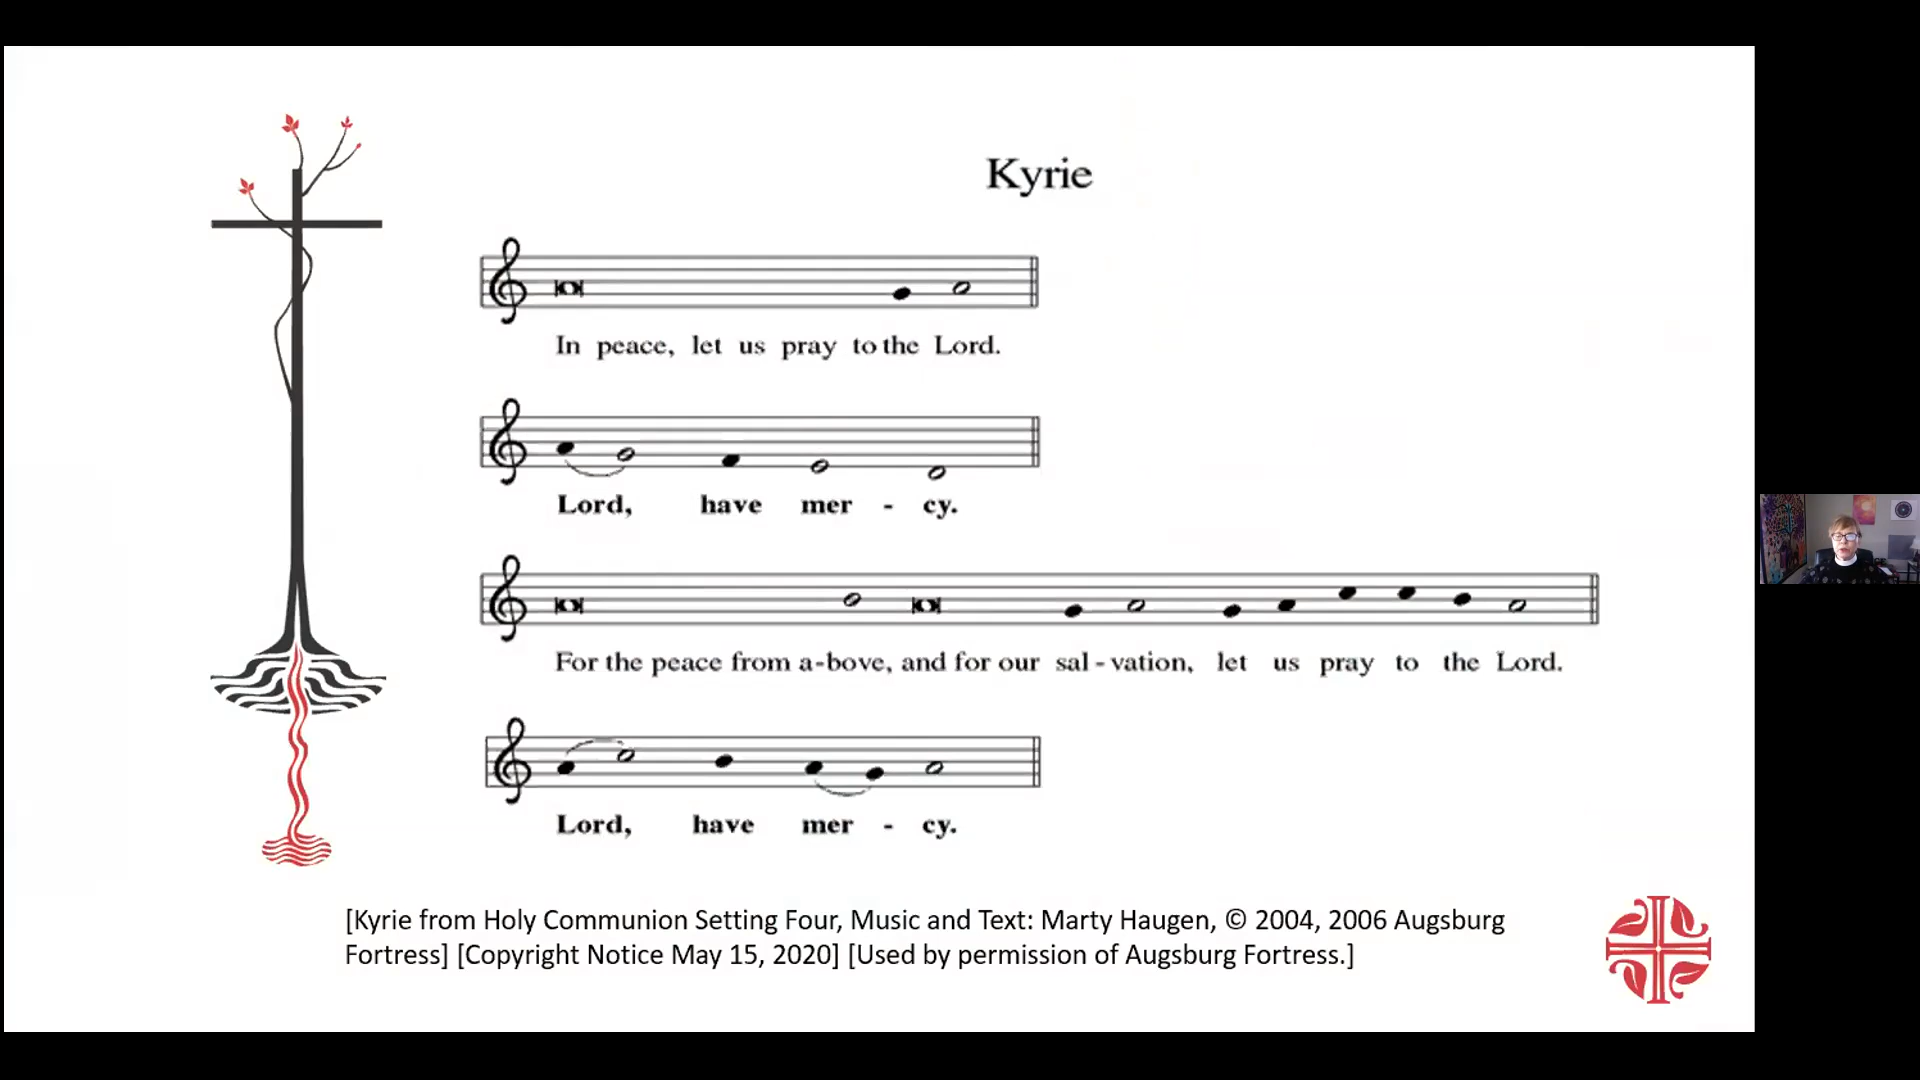 Kyrie
In peace, let us pray to the Lord.
Lord, have mer - cy.
For the peace from a-bove, and for our sal - vation, let us pray to the Lord.
Lord, have mer - cy.
[Kyrie from Holy Communion Setting Four, Music and Text: Marty Haugen, © 2004, 2006 Augsburg
Fortress] [Copyright Notice May 15, 2020] [Used by permission of Augsburg Fortress.]